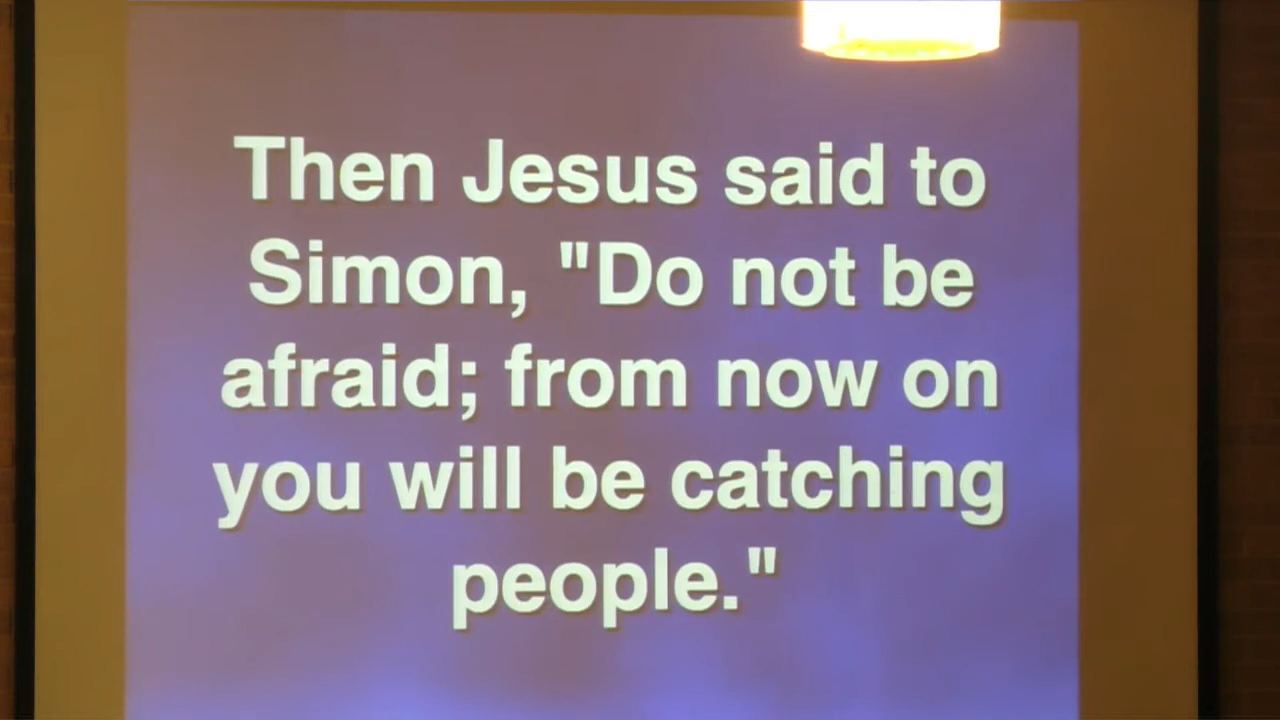 Then Jesus said to
Simon, "Do not be
afraid; from now on
you will be catching
people."